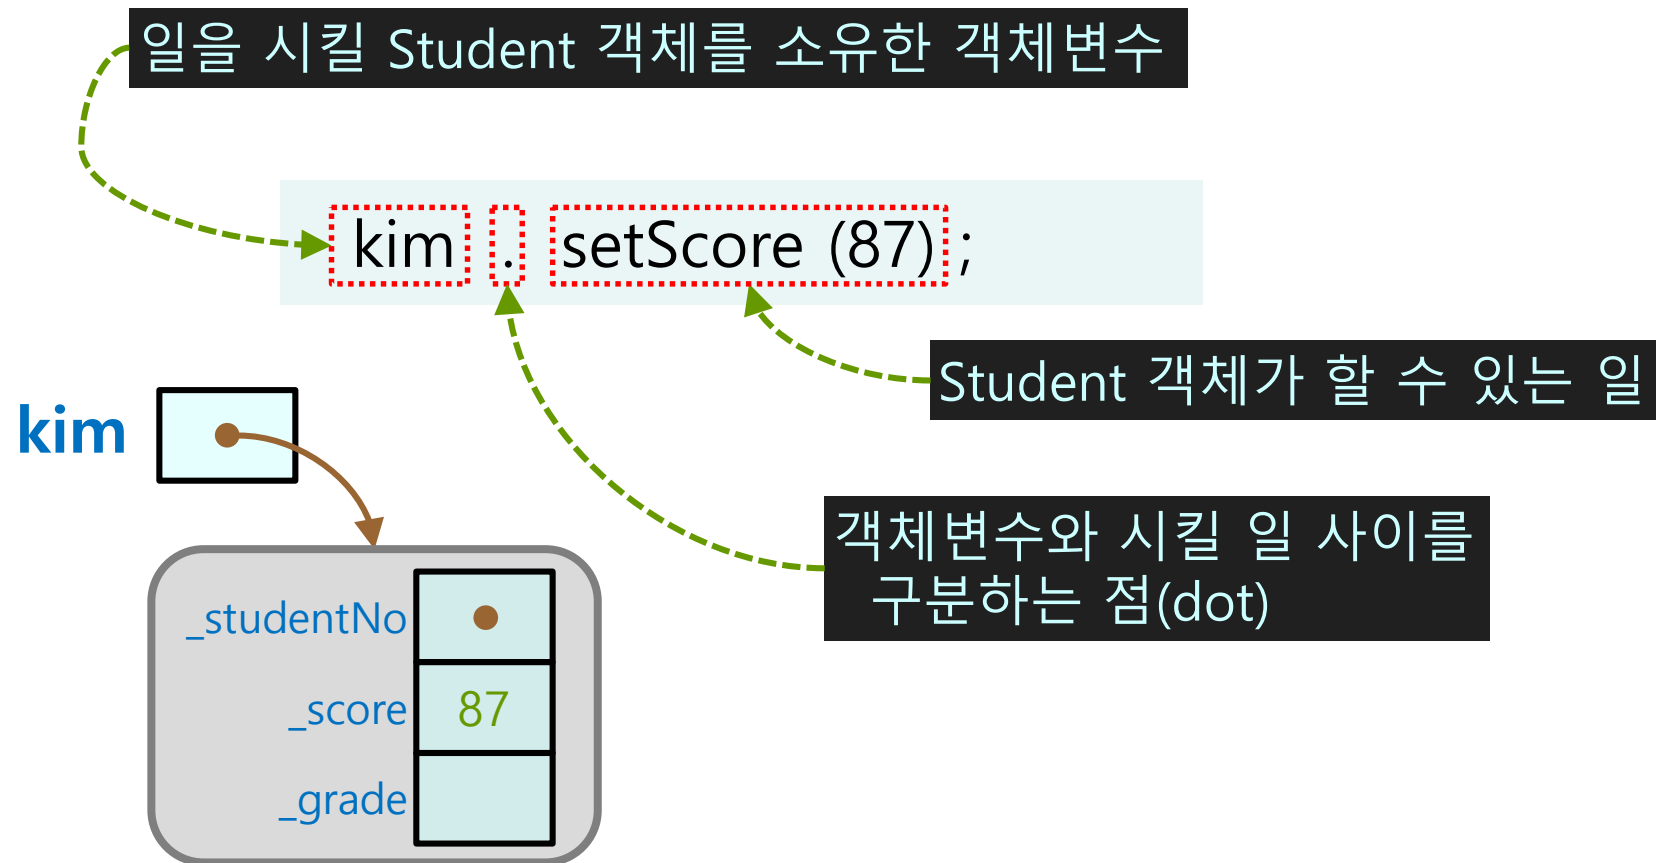 일을 시킬 Student 객체를 소유한 객체변수
kim . setScore (87) ;
Student 객체가 할 수 있는 일
kim
객체변수와 시킬 일 사이를
구분하는 점(dot)
_studentNo
_score 87
_grade